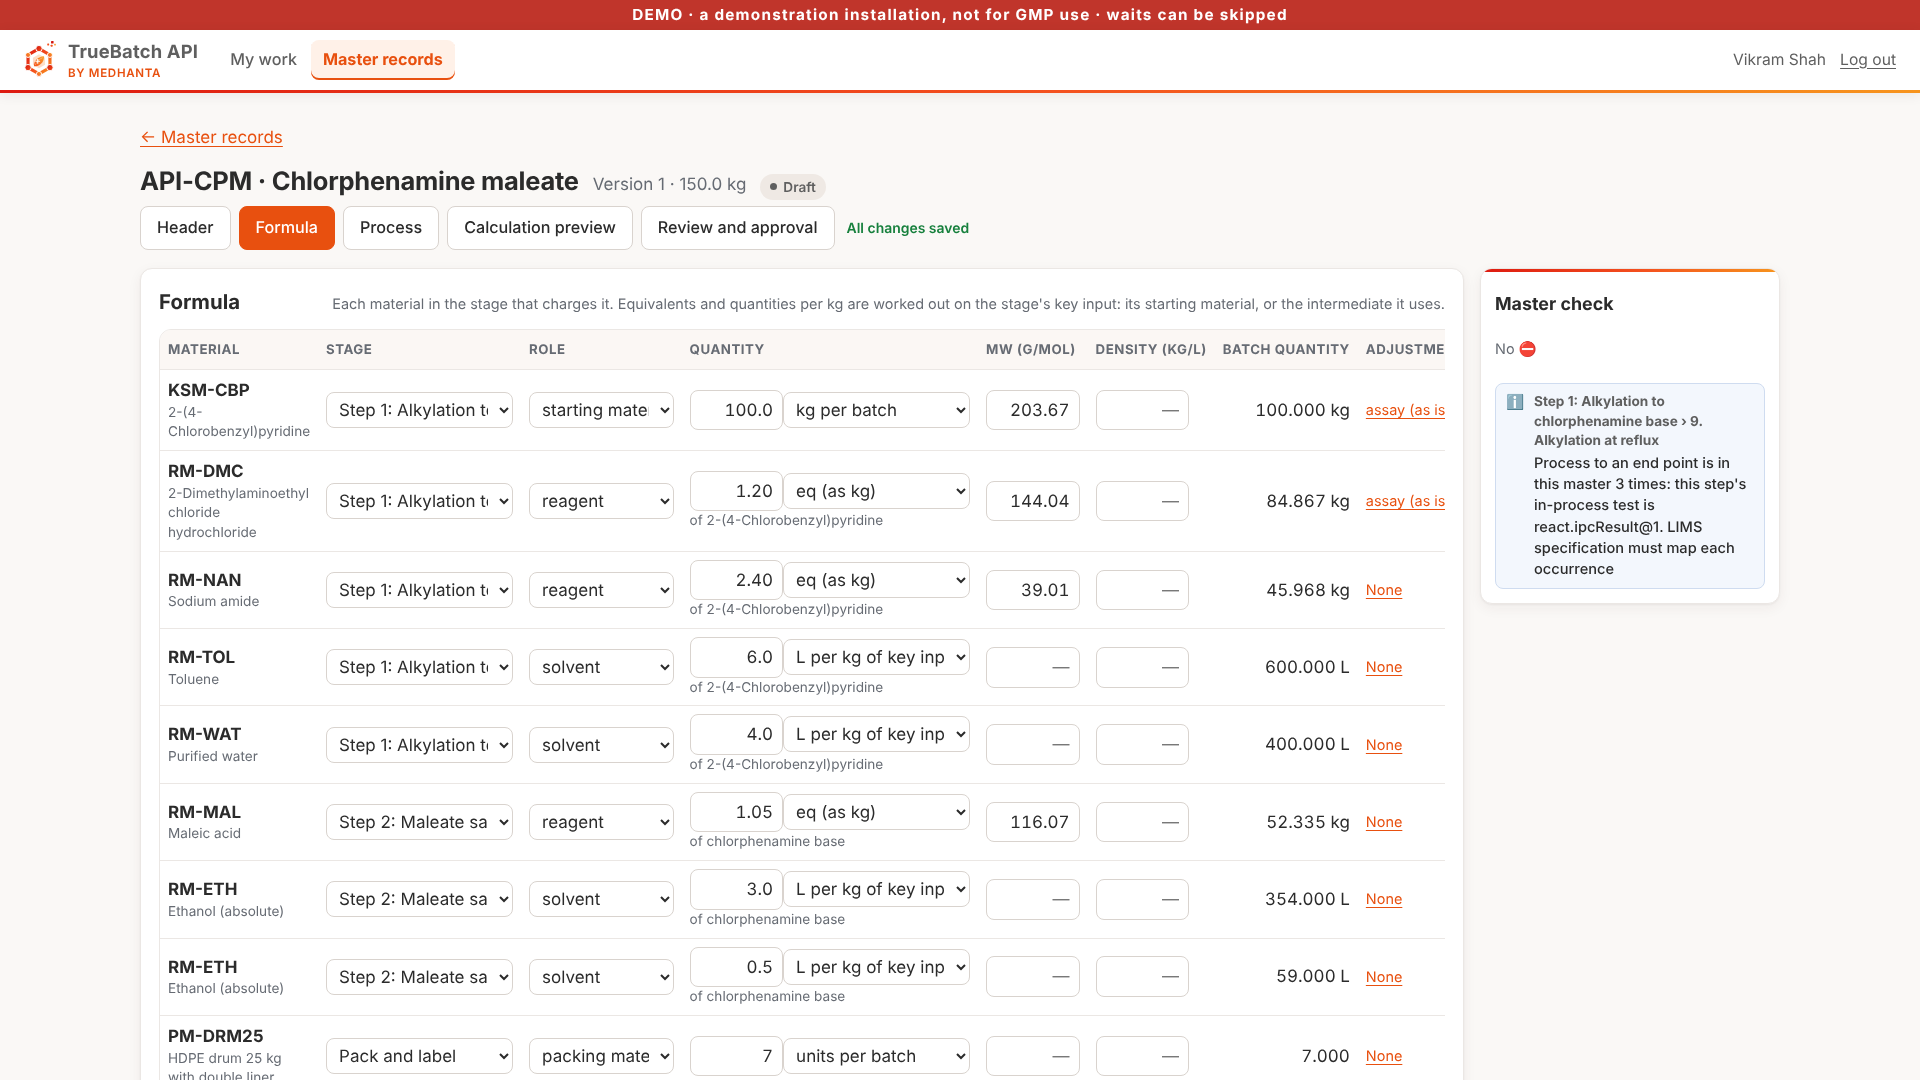 DEMO · a demonstration installation, not for GMP use · waits can be skipped
TrueBatch API
BY MEDHANTA
My work
Master records
Vikram Shah
Log out
← Master records
API-CPM · Chlorphenamine maleate Version 1 · 150.0 kg Draft
Header
Formula
Process
Calculation preview
Review and approval
All changes saved
Formula
Each material in the stage that charges it. Equivalents and quantities per kg are worked out on the stage's key input: its starting material, or the intermediate it uses.
MATERIAL STAGE ROLE QUANTITY MW (G/MOL) DENSITY (KG/L) BATCH QUANTITY ADJUSTME
KSM-CBP
2-(4-
Chlorobenzyl)pyridine
Step 1: Alkylation t
starting mate
100.0
kg per batch
203.67
—
100.000 kg
assay (as is
RM-DMC
2-Dimethylaminoethyl
chloride
hydrochloride
Step 1: Alkylation t
reagent
1.20
eq (as kg)
of 2-(4-Chlorobenzyl)pyridine
144.04
—
84.867 kg
assay (as is
RM-NAN
Sodium amide
Step 1: Alkylation t
reagent
2.40
eq (as kg)
of 2-(4-Chlorobenzyl)pyridine
39.01
—
45.968 kg
None
RM-TOL
Toluene
Step 1: Alkylation t
solvent
6.0
L per kg of key inp
of 2-(4-Chlorobenzyl)pyridine
—
—
600.000 L
None
RM-WAT
Purified water
Step 1: Alkylation t
solvent
4.0
L per kg of key inp
of 2-(4-Chlorobenzyl)pyridine
—
—
400.000 L
None
RM-MAL
Maleic acid
Step 2: Maleate sa
reagent
1.05
eq (as kg)
of chlorphenamine base
116.07
—
52.335 kg
None
RM-ETH
Ethanol (absolute)
Step 2: Maleate sa
solvent
3.0
L per kg of key inp
of chlorphenamine base
—
—
354.000 L
None
RM-ETH
Ethanol (absolute)
Step 2: Maleate sa
solvent
0.5
L per kg of key inp
of chlorphenamine base
—
—
59.000 L
None
PM-DRM25
HDPE drum 25 kg
with double liner
Pack and label
packing mate
7
units per batch
—
—
7.000
None
Master check
No
Step 1: Alkylation to
chlorphenamine base › 9.
Alkylation at reflux
Process to an end point is in
this master 3 times: this step's
in-process test is
react.ipcResult@1. LIMS
specification must map each
occurrence